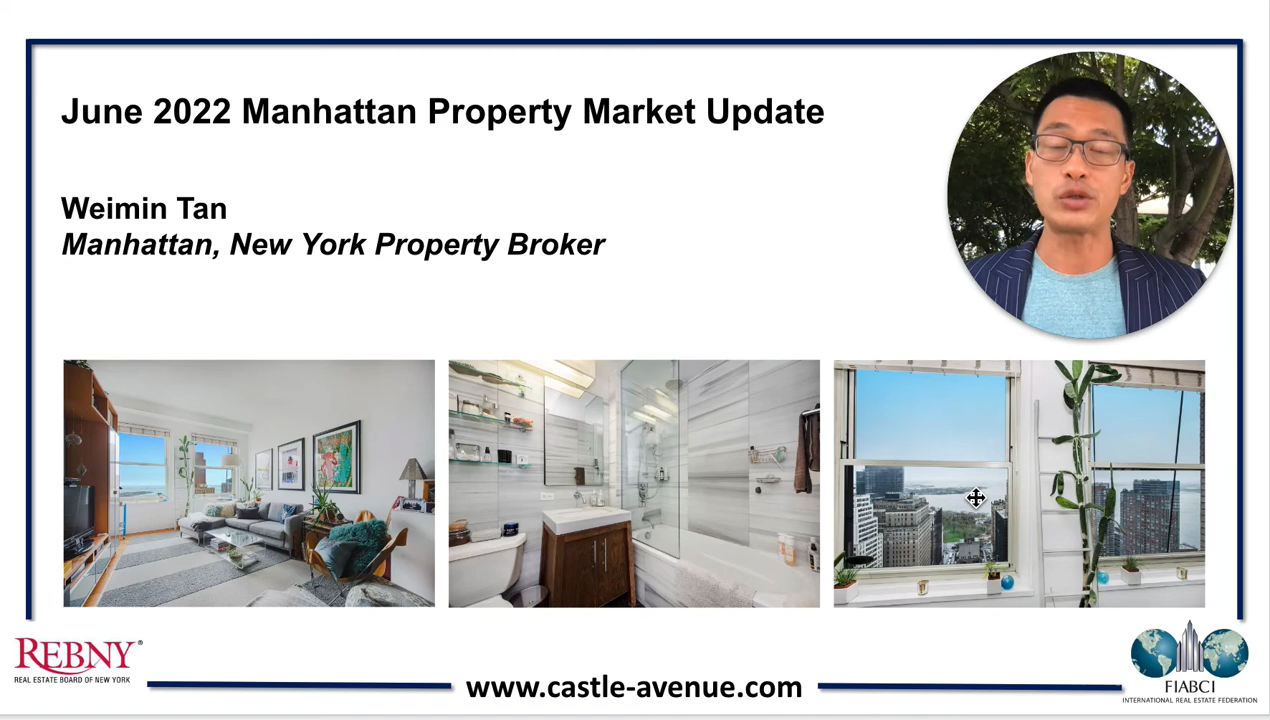 June 2022 Manhattan Property Market Update
Weimin Tan
Manhattan, New York Property Broker
REBNY®
REAL ESTATE BOARD OF NEW YORK
www.castle-avenue.com
FIABCI
INTERNATIONAL REAL ESTATE FEDERATION